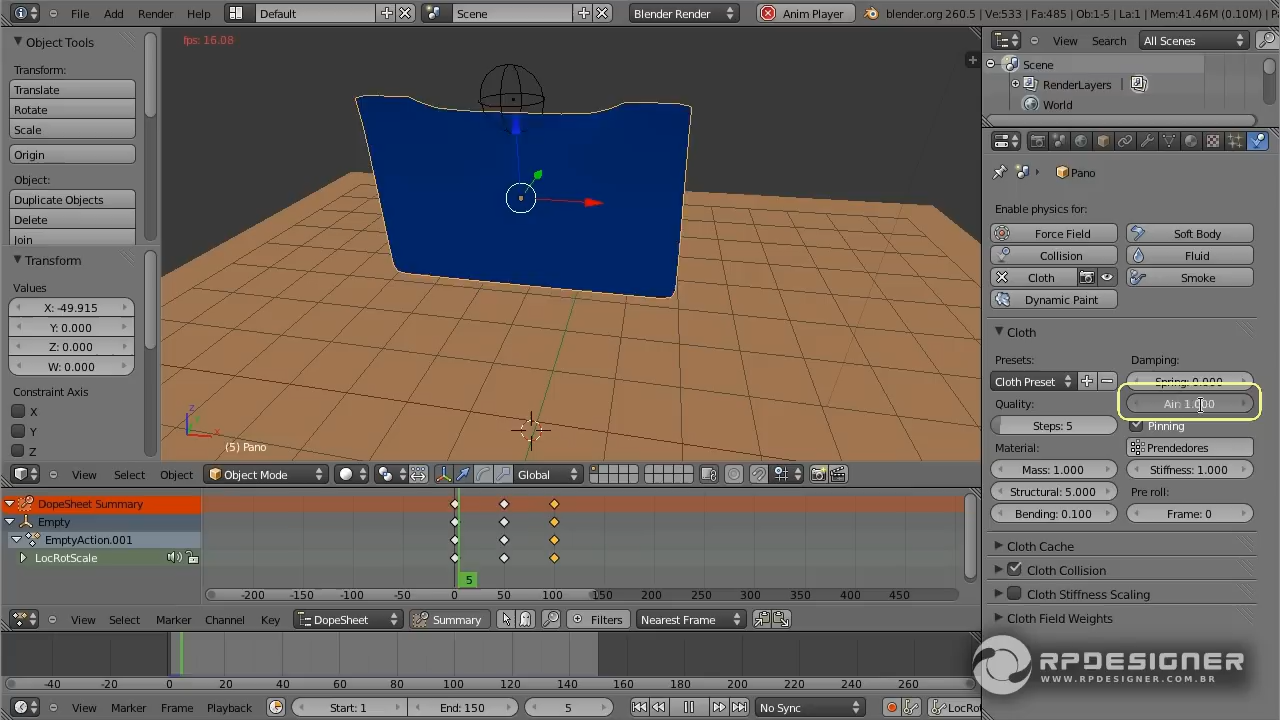 File Add Render Help Default Scene Blender Render Anim Player blender.org 260.5 | Ve:533 | Fa:485 | Ob:1-5 | La:1 | Mem:41.46M (0.10M) |
Object Tools
Transform:
Translate
Rotate
Scale
Origin
Object:
Duplicate Objects
Delete
Join
Transform
Values
X: -49.915
Y: 0.000
Z: 0.000
W: 0.000
Constraint Axis
X
Y
Z
fps: 16.08
Z
X
(5) Pano
View Select Object Object Mode Global
View Search All Scenes
Scene
RenderLayers |
World
Pano
Enable physics for:
Force Field Soft Body
Collision Fluid
Cloth Smoke
Dynamic Paint
Cloth
Presets: Damping:
Cloth Preset Spring: 0.000
Quality: Air: 1.000
Steps: 5 Pinning
Material: Prendedores
Mass: 1.000 Stiffness: 1.000
Structural: 5.000 Pre roll:
Bending: 0.100 Frame: 0
Cloth Cache
Cloth Collision
Cloth Stiffness Scaling
Cloth Field Weights
RPDESIGNER
WWW.RPDESIGNER.COM.BR
DopeSheet Summary
Empty
EmptyAction.001
LocRotScale
5
-200 -150 -100 -50 0 50 100 150 200 250 300 350 400 450
View Select Marker Channel Key DopeSheet Summary Filters Nearest Frame
-40 -20 0 20 40 60 80 100 120 140 160 180 200 220 240 260
View Marker Frame Playback Start: 1 End: 150 5 No Sync LocRot